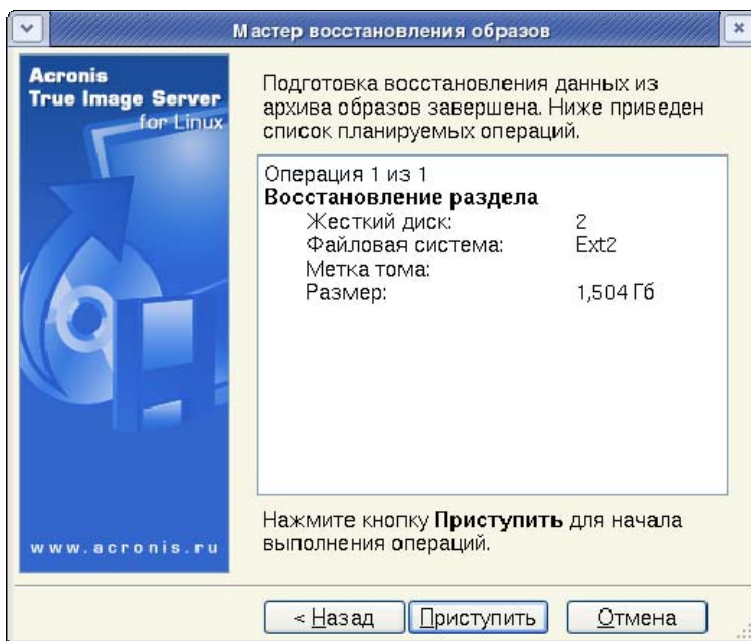 Мастер восстановления образов
Acronis
True Image Server
for Linux
Подготовка восстановления данных из
архива образов завершена. Ниже приведен
список планируемых операций.
Операция 1 из 1
Восстановление раздела
Жесткий диск: 2
Файловая система: Ext2
Метка тома:
Размер: 1,504 Гб
Нажмите кнопку Приступить для начала
выполнения операций.
www.acronis.ru
< Назад Приступить Отмена